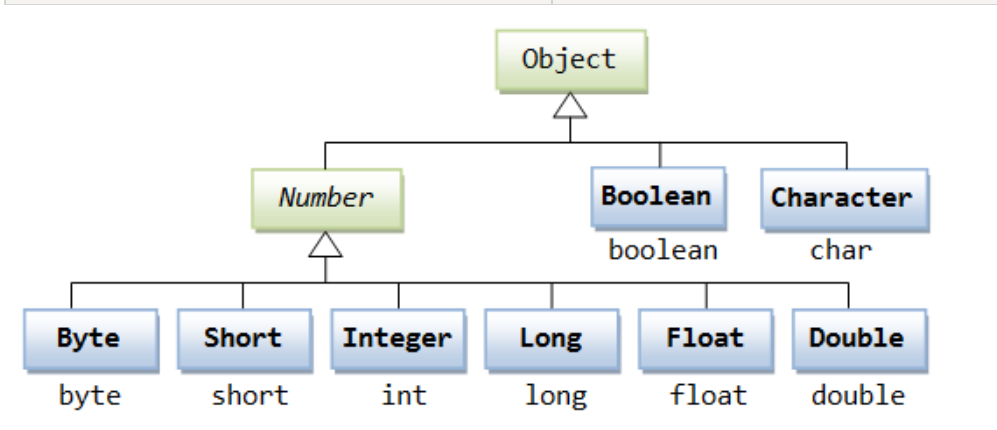 Object
Number Boolean Character
boolean char
Byte Short Integer Long Float Double
byte short int long float double